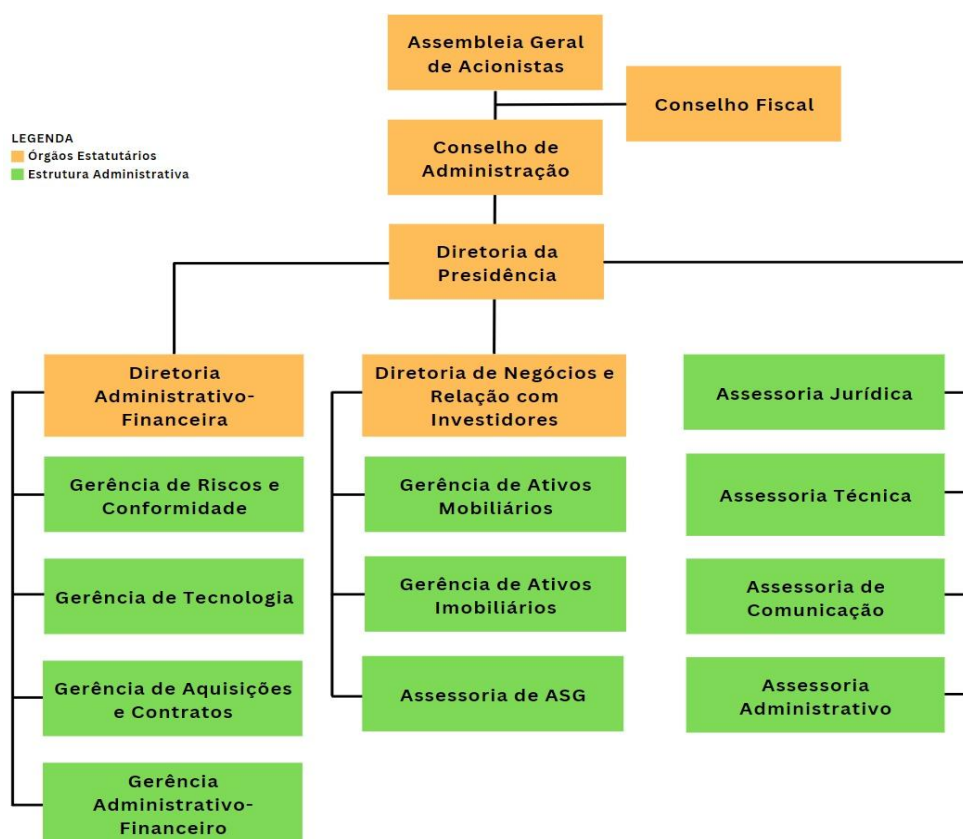 Assembleia Geral
de Acionistas
Conselho Fiscal
LEGENDA
Órgãos Estatutários
Estrutura Administrativa
Conselho de
Administração
Diretoria da
Presidência
Diretoria
Administrativo-
Financeira
Diretoria de Negócios e
Relação com
Investidores
Assessoria Jurídica
Gerência de Riscos e
Conformidade
Gerência de Ativos
Mobiliários
Assessoria Técnica
Gerência de Tecnologia
Gerência de Ativos
Imobiliários
Assessoria de
Comunicação
Gerência de Aquisições
e Contratos
Assessoria de ASG
Assessoria
Administrativo
Gerência
Administrativo-
Financeiro